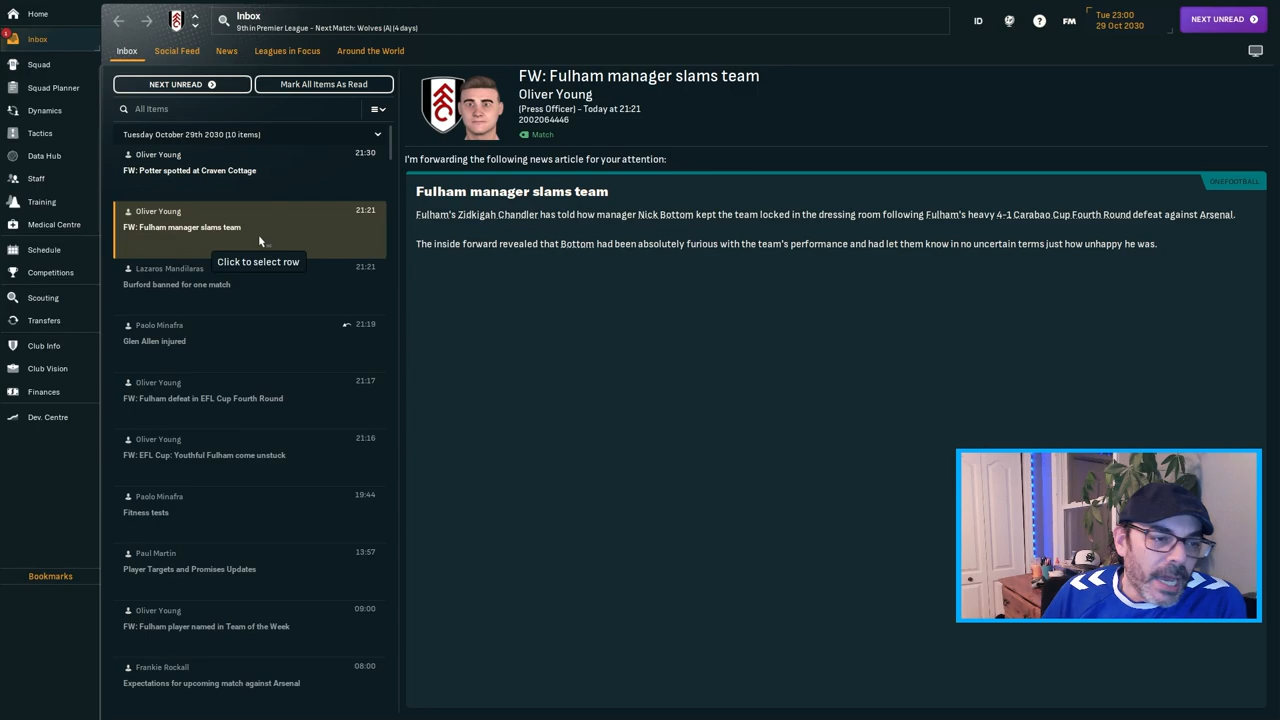 Home
Inbox
1
Squad
Squad Planner
Dynamics
Tactics
Data Hub
Staff
Training
Medical Centre
Schedule
Competitions
Scouting
Transfers
Club Info
Club Vision
Finances
Dev. Centre
Bookmarks
Inbox
9th in Premier League - Next Match: Wolves (A) (4 days)
ID
?
FM
Tue 23:00
29 Oct 2030
NEXT UNREAD
Inbox
Social Feed
News
Leagues in Focus
Around the World
NEXT UNREAD
Mark All Items As Read
All Items
Tuesday October 29th 2030 (10 items)
Oliver Young
21:30
FW: Potter spotted at Craven Cottage
Oliver Young
21:21
FW: Fulham manager slams team
Click to select row
Lazaros Mandilaras
21:21
Burford banned for one match
Paolo Minafra
21:19
Glen Allen injured
Oliver Young
21:17
FW: Fulham defeat in EFL Cup Fourth Round
Oliver Young
21:16
FW: EFL Cup: Youthful Fulham come unstuck
Paolo Minafra
19:44
Fitness tests
Paul Martin
13:57
Player Targets and Promises Updates
Oliver Young
09:00
FW: Fulham player named in Team of the Week
Frankie Rockall
08:00
Expectations for upcoming match against Arsenal
FW: Fulham manager slams team
Oliver Young
(Press Officer) - Today at 21:21
2002064446
Match
I'm forwarding the following news article for your attention:
ONEFOOTBALL
Fulham manager slams team
Fulham's Zidkigah Chandler has told how manager Nick Bottom kept the team locked in the dressing room following Fulham's heavy 4-1 Carabao Cup Fourth Round defeat against Arsenal.
The inside forward revealed that Bottom had been absolutely furious with the team's performance and had let them know in no uncertain terms just how unhappy he was.